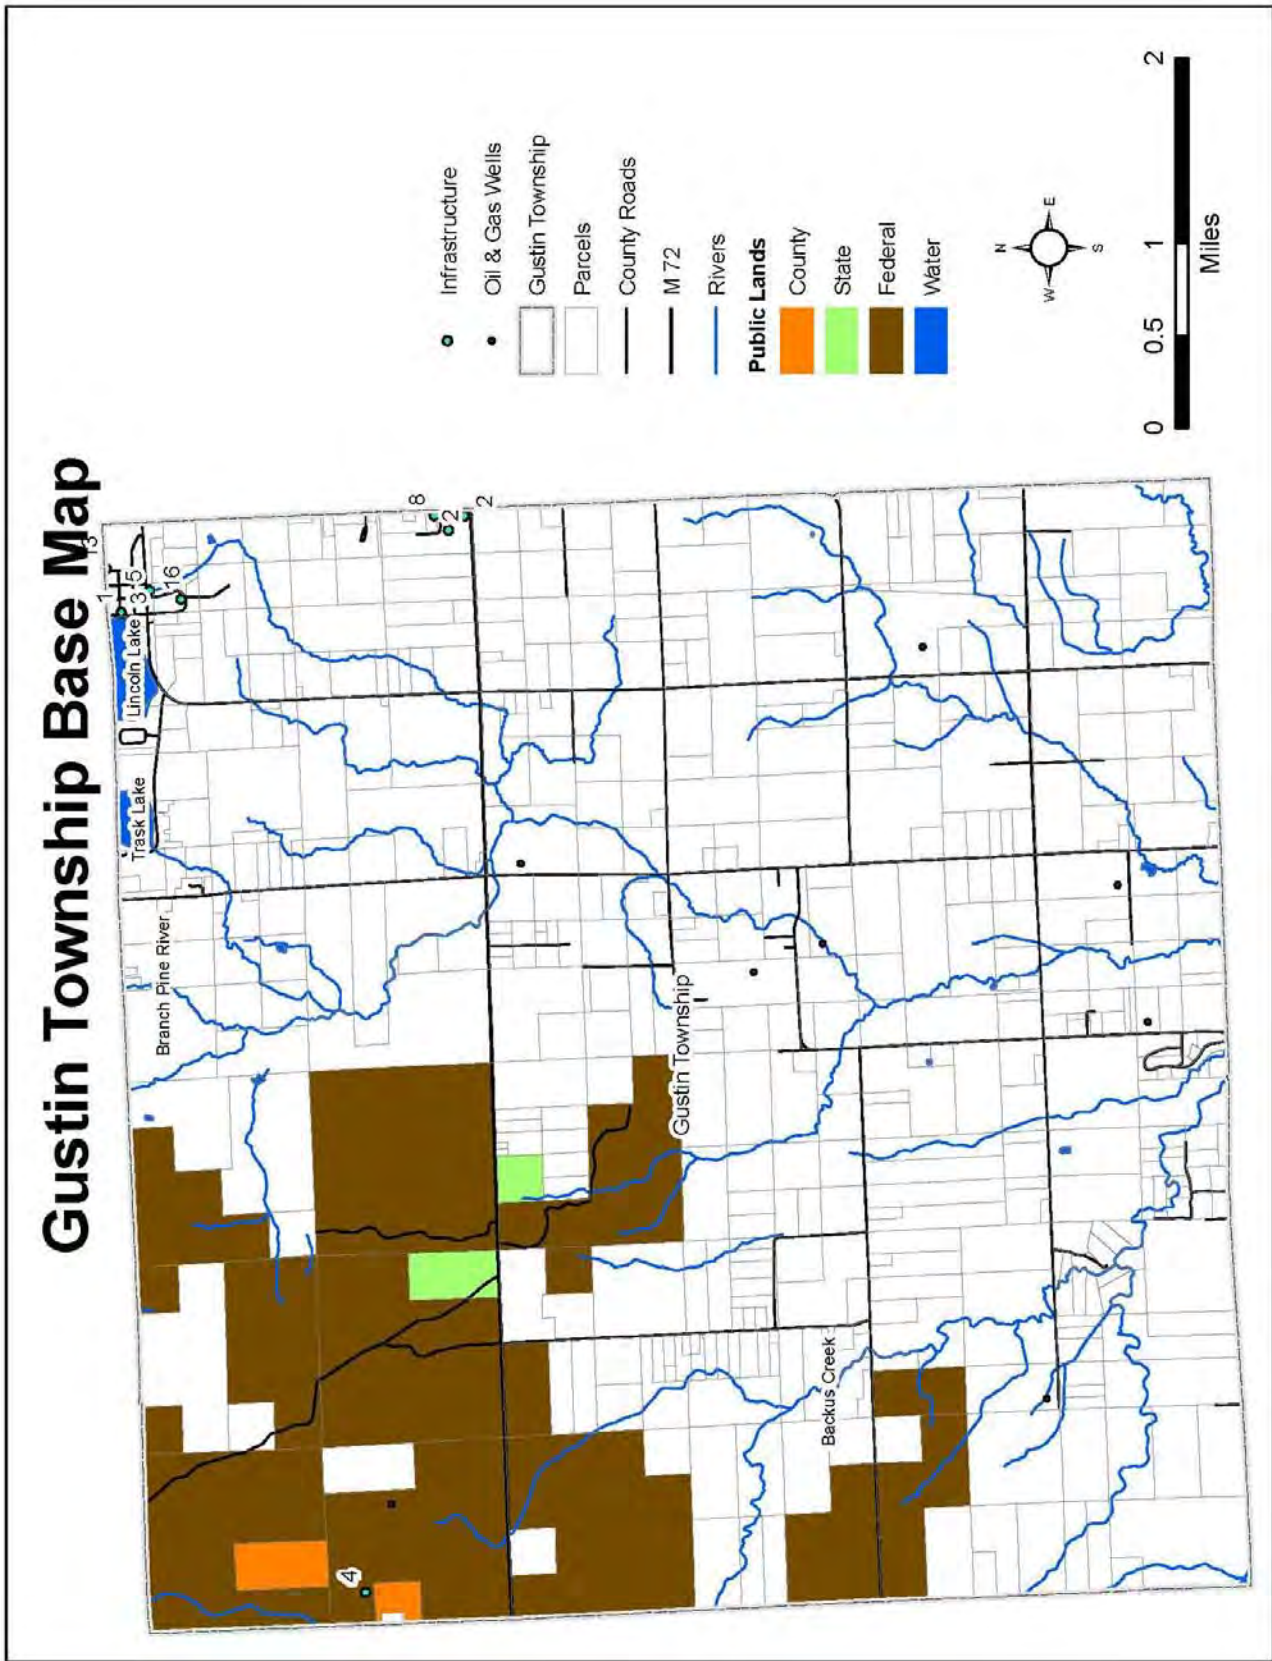 Gustin Township Base Map
13
1
5
3
16
Lincoln Lake
Trask Lake
Branch Pine River
8
2
2
4
Gustin Township
Backus Creek
Infrastructure
Oil & Gas Wells
Gustin Township
Parcels
County Roads
M 72
Rivers
Public Lands
County
State
Federal
Water
N
W E
S
0 0.5 1 2
Miles